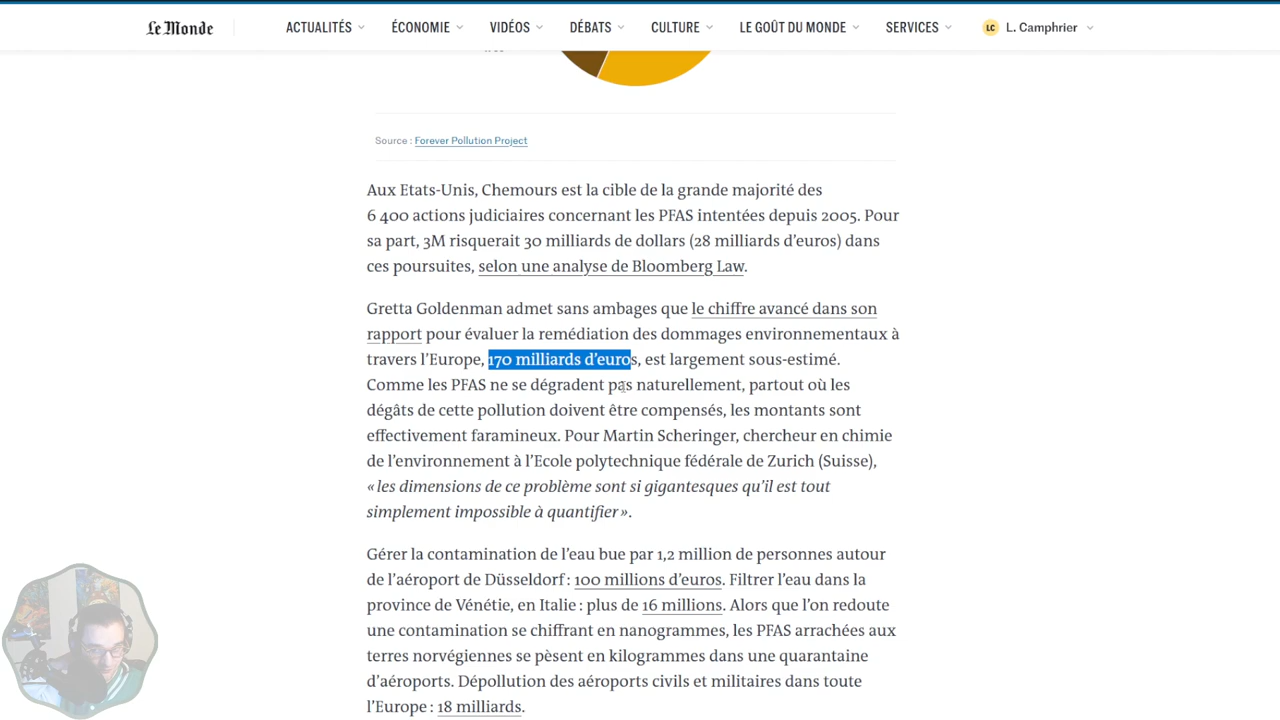 Le Monde
ACTUALITÉS
ÉCONOMIE
VIDÉOS
DÉBATS
CULTURE
LE GOÛT DU MONDE
SERVICES
LC
L. Camphrier
Source : Forever Pollution Project
Aux Etats-Unis, Chemours est la cible de la grande majorité des
6 400 actions judiciaires concernant les PFAS intentées depuis 2005. Pour
sa part, 3M risquerait 30 milliards de dollars (28 milliards d’euros) dans
ces poursuites, selon une analyse de Bloomberg Law.
Gretta Goldenman admet sans ambages que le chiffre avancé dans son
rapport pour évaluer la remédiation des dommages environnementaux à
travers l’Europe, 170 milliards d’euros, est largement sous-estimé.
Comme les PFAS ne se dégradent pas naturellement, partout où les
dégâts de cette pollution doivent être compensés, les montants sont
effectivement faramineux. Pour Martin Scheringer, chercheur en chimie
de l’environnement à l’Ecole polytechnique fédérale de Zurich (Suisse),
« les dimensions de ce problème sont si gigantesques qu’il est tout
simplement impossible à quantifier ».
Gérer la contamination de l’eau bue par 1,2 million de personnes autour
de l’aéroport de Düsseldorf : 100 millions d’euros. Filtrer l’eau dans la
province de Vénétie, en Italie : plus de 16 millions. Alors que l’on redoute
une contamination se chiffrant en nanogrammes, les PFAS arrachées aux
terres norvégiennes se pèsent en kilogrammes dans une quarantaine
d’aéroports. Dépollution des aéroports civils et militaires dans toute
l’Europe : 18 milliards.